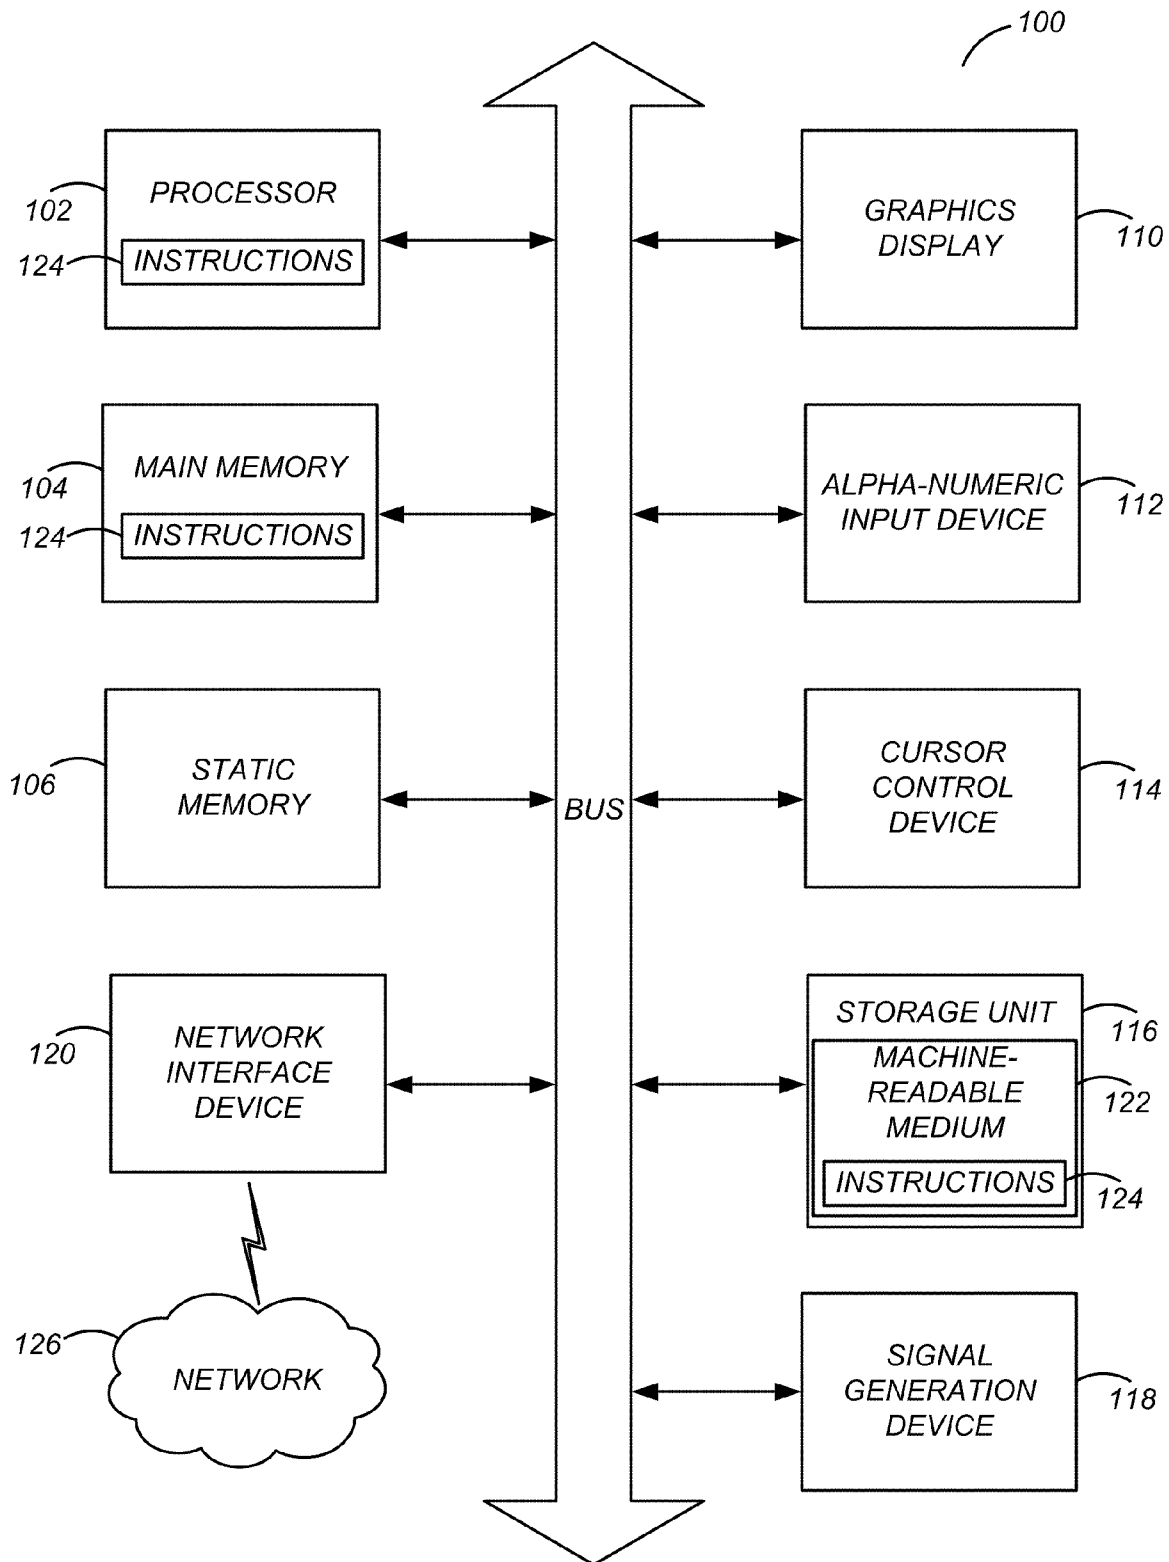 100
PROCESSOR
102
124
INSTRUCTIONS
GRAPHICS
DISPLAY
110
MAIN MEMORY
104
124
INSTRUCTIONS
ALPHA-NUMERIC
INPUT DEVICE
112
STATIC
MEMORY
106
BUS
CURSOR
CONTROL
DEVICE
114
NETWORK
INTERFACE
DEVICE
120
STORAGE UNIT
116
MACHINE-
READABLE
MEDIUM
122
INSTRUCTIONS
124
126
NETWORK
SIGNAL
GENERATION
DEVICE
118